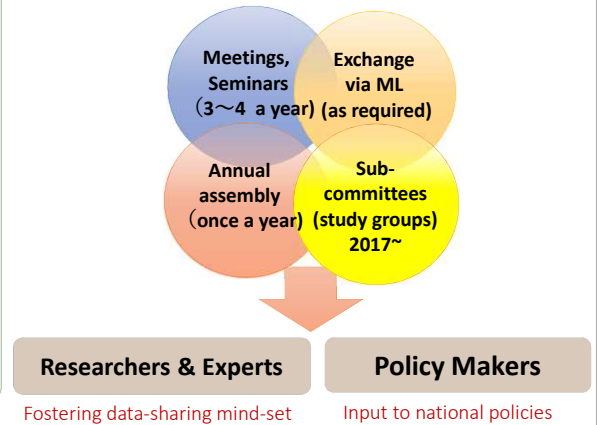 Meetings,
Seminars
（3～4 a year)
Exchange
via ML
(as required)
Annual
assembly
（once a year)
Sub-
committees
(study groups)
2017~
Researchers & Experts
Policy Makers
Fostering data-sharing mind-set
Input to national policies